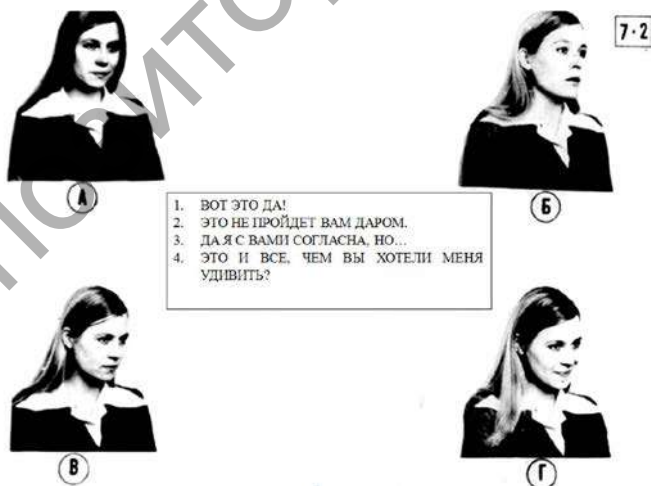 7·2
А
Б
1. ВОТ ЭТО ДА!
2. ЭТО НЕ ПРОЙДЕТ ВАМ ДАРОМ.
3. ДА Я С ВАМИ СОГЛАСНА, НО...
4. ЭТО И ВСЕ, ЧЕМ ВЫ ХОТЕЛИ МЕНЯ
УДИВИТЬ?
В
Г